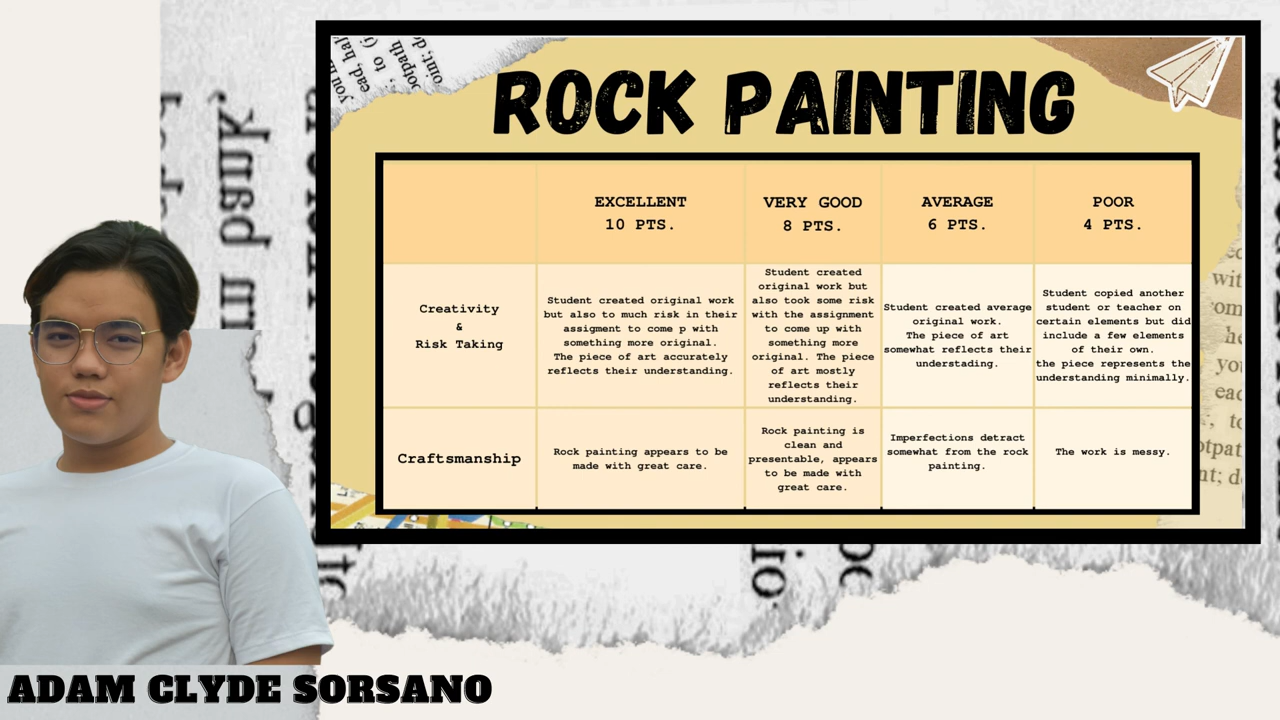 ROCK PAINTING
EXCELLENT
10 PTS.
VERY GOOD
8 PTS.
AVERAGE
6 PTS.
POOR
4 PTS.
Creativity
&
Risk Taking
Student created original work
but also to much risk in their
assigment to come p with
something more original.
The piece of art accurately
reflects their understanding.
Student created
original work but
also took some risk
with the assignment
to come up with
something more
original. The piece
of art mostly
reflects their
understanding.
Student created average
original work.
The piece of art
somewhat reflects their
understading.
Student copied another
student or teacher on
certain elements but did
include a few elements
of their own.
the piece represents the
understanding minimally.
Craftsmanship
Rock painting appears to be
made with great care.
Rock painting is
clean and
presentable, appears
to be made with
great care.
Imperfections detract
somewhat from the rock
painting.
The work is messy.
ADAM CLYDE SORSANO